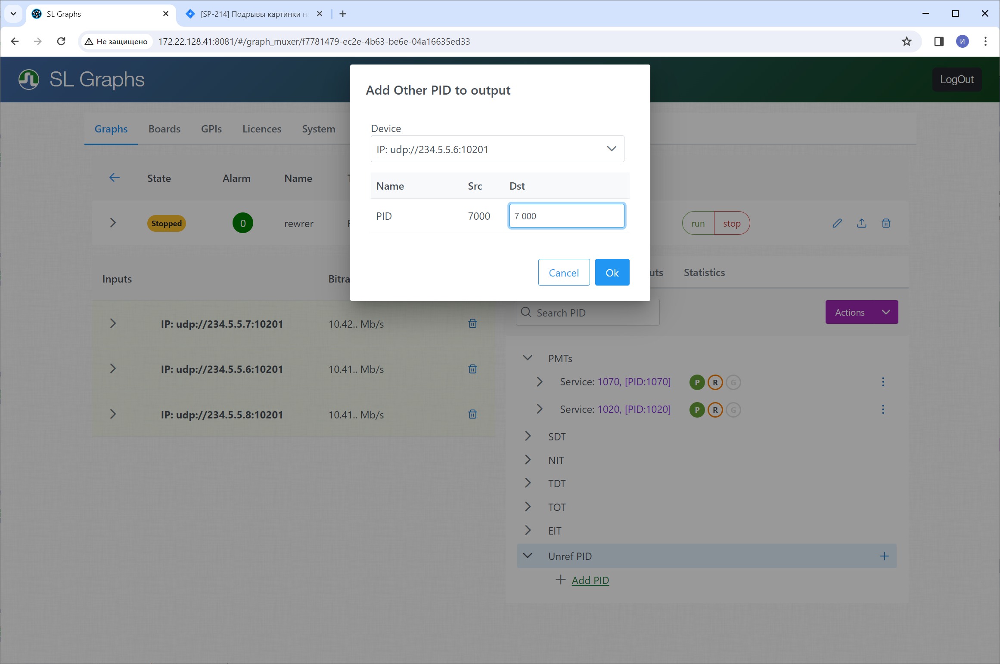 SL Graphs
[SP-214] Подрывы картинки
Не защищено
172.22.128.41:8081/#/graph_muxer/f7781479-ec2e-4b63-be6e-04a16635ed33
И
SL Graphs
LogOut
Add Other PID to output
Device
IP: udp://234.5.5.6:10201
Name Src Dst
PID 7000 7 000
Cancel Ok
Graphs Boards GPIs Licences System
State Alarm Name
Stopped 0 rewrer run stop
Inputs Bitra
uts Statistics
Search PID
Actions
IP: udp://234.5.5.7:10201 10.42.. Mb/s
IP: udp://234.5.5.6:10201 10.41.. Mb/s
IP: udp://234.5.5.8:10201 10.41.. Mb/s
PMTs
Service: 1070, [PID:1070] P R G
Service: 1020, [PID:1020] P R G
SDT
NIT
TDT
TOT
EIT
Unref PID
Add PID